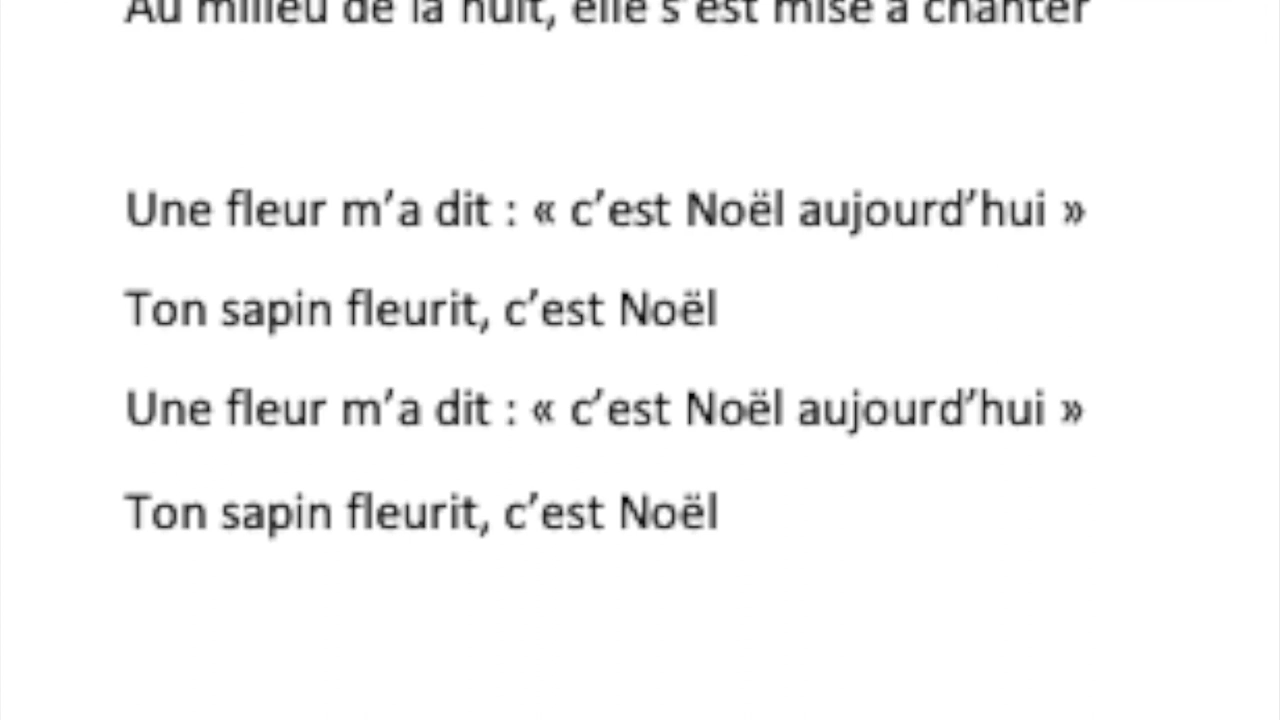 Au milieu de la nuit, elle s’est mise à chanter
Une fleur m’a dit : « c’est Noël aujourd’hui »
Ton sapin fleurit, c’est Noël
Une fleur m’a dit : « c’est Noël aujourd’hui »
Ton sapin fleurit, c’est Noël